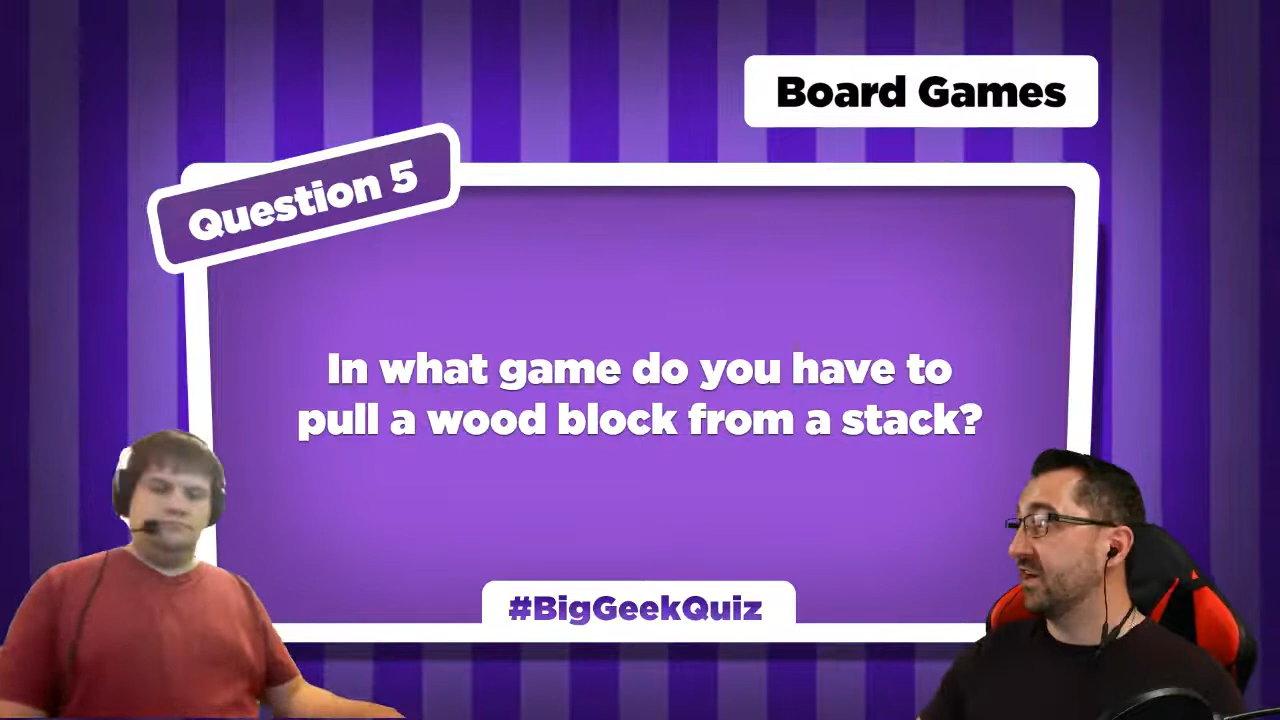 Board Games
Question 5
In what game do you have to
pull a wood block from a stack?
#BigGeekQuiz